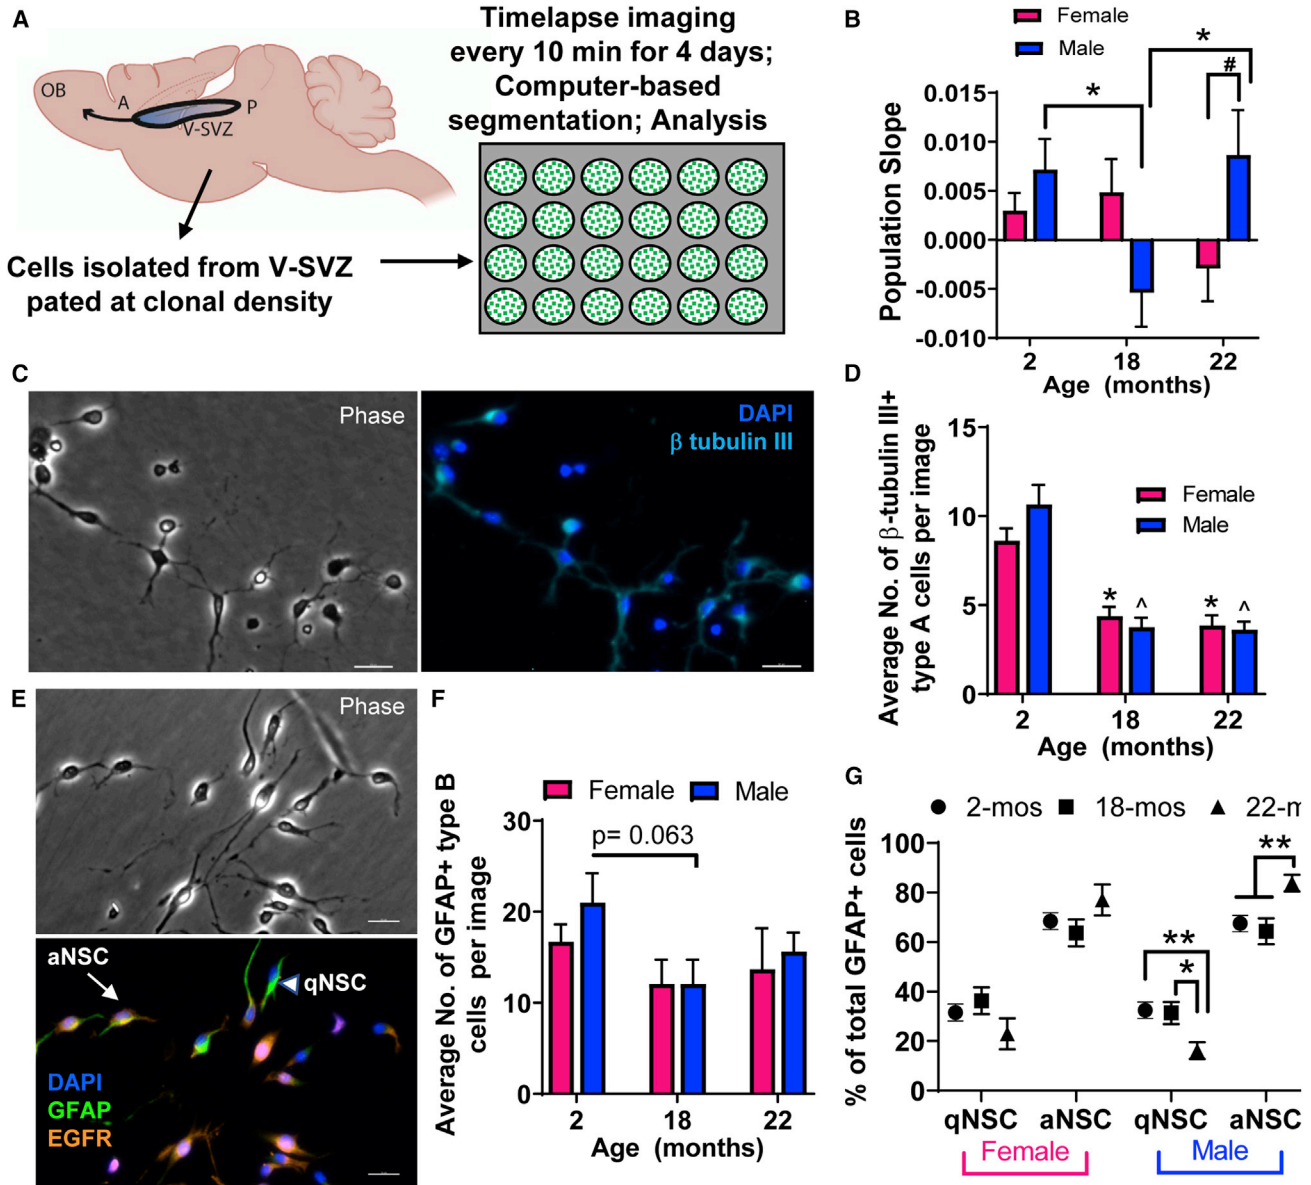 A
Timelapse imaging
every 10 min for 4 days;
Computer-based
segmentation; Analysis
OB
A
P
V-SVZ
Cells isolated from V-SVZ
pated at clonal density
B
Female
Male
*
*
#
Population Slope
0.015
0.010
0.005
0.000
-0.005
-0.010
2
18
22
Age (months)
C
Phase
DAPI
β tubulin III
D
Average No. of β-tubulin III+
type A cells per image
15
10
5
0
Female
Male
*
^
*
^
2
18
22
Age (months)
E
Phase
aNSC
qNSC
DAPI
GFAP
EGFR
F
Average No. of GFAP+ type B
cells per image
Female
Male
30
20
10
0
p= 0.063
2
18
22
Age (months)
G
2-mos
18-mos
22-m
% of total GFAP+ cells
100
80
60
40
20
0
**
*
**
qNSC aNSC
qNSC aNSC
Female
Male